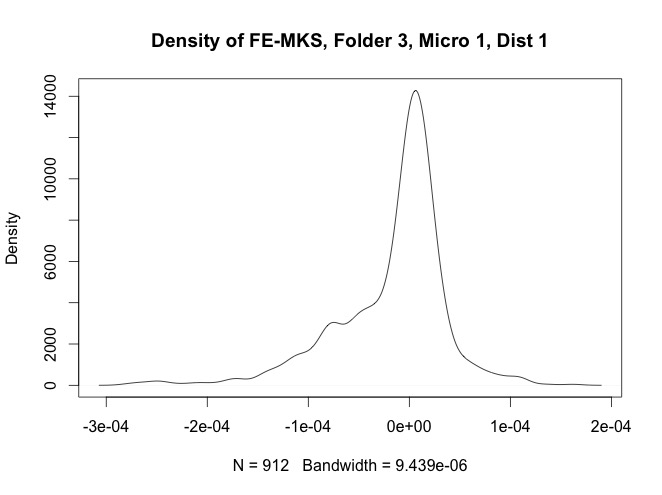 Density of FE-MKS, Folder 3, Micro 1, Dist 1
Density
14000
10000
6000
2000
0
-3e-04 -2e-04 -1e-04 0e+00 1e-04 2e-04
N = 912 Bandwidth = 9.439e-06